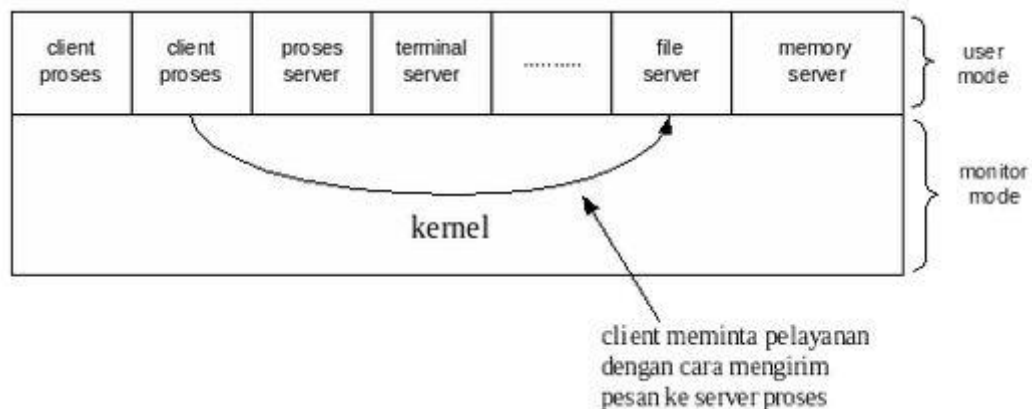 client
proses
client
proses
proses
server
terminal
server
..........
file
server
memory
server
user
mode
monitor
mode
kernel
client meminta pelayanan
dengan cara mengirim
pesan ke server proses